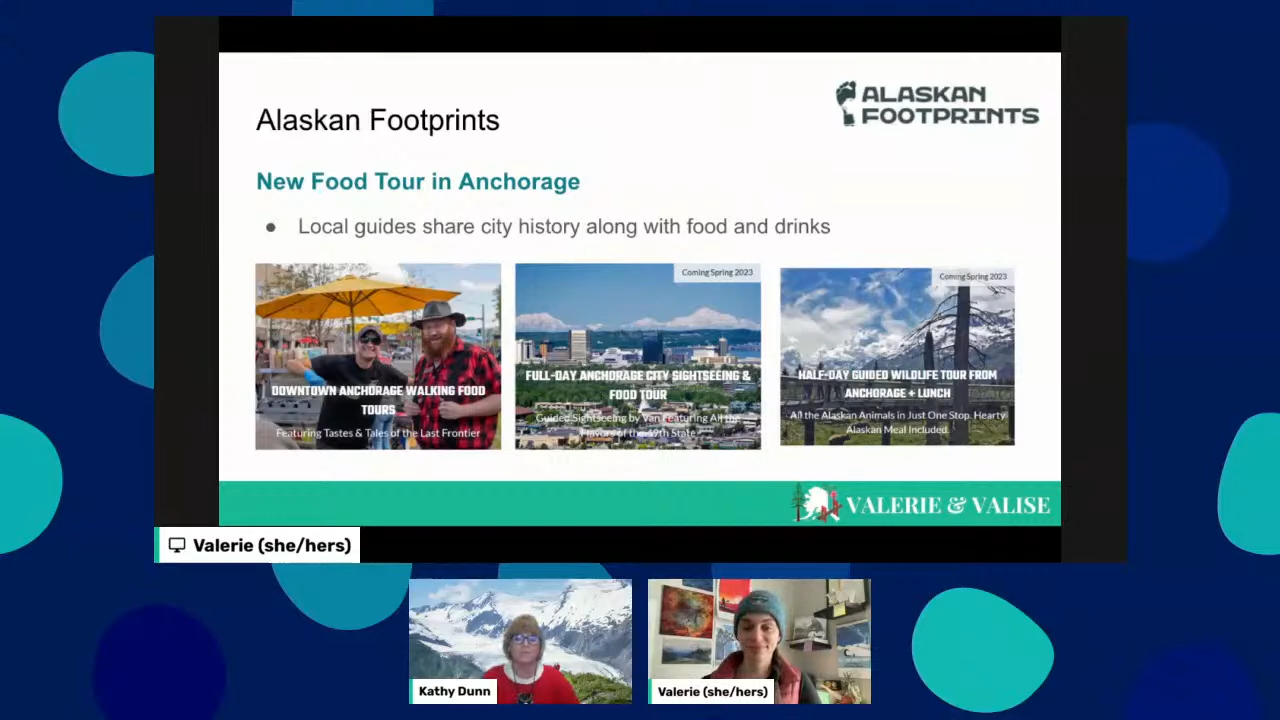 ALASKAN
FOOTPRINTS
Alaskan Footprints
New Food Tour in Anchorage
● Local guides share city history along with food and drinks
DOWNTOWN ANCHORAGE WALKING FOOD
TOURS
Featuring Tastes & Tales of the Last Frontier
Coming Spring 2023
FULL-DAY ANCHORAGE CITY SIGHTSEEING &
FOOD TOUR
Guided Sightseeing by Van Featuring All the
Flavors of the 49th State
Coming Spring 2023
HALF-DAY GUIDED WILDLIFE TOUR FROM
ANCHORAGE + LUNCH
All the Alaskan Animals in Just One Stop. Hearty
Alaskan Meal Included.
VALERIE & VALISE
Valerie (she/hers)
Kathy Dunn
Valerie (she/hers)